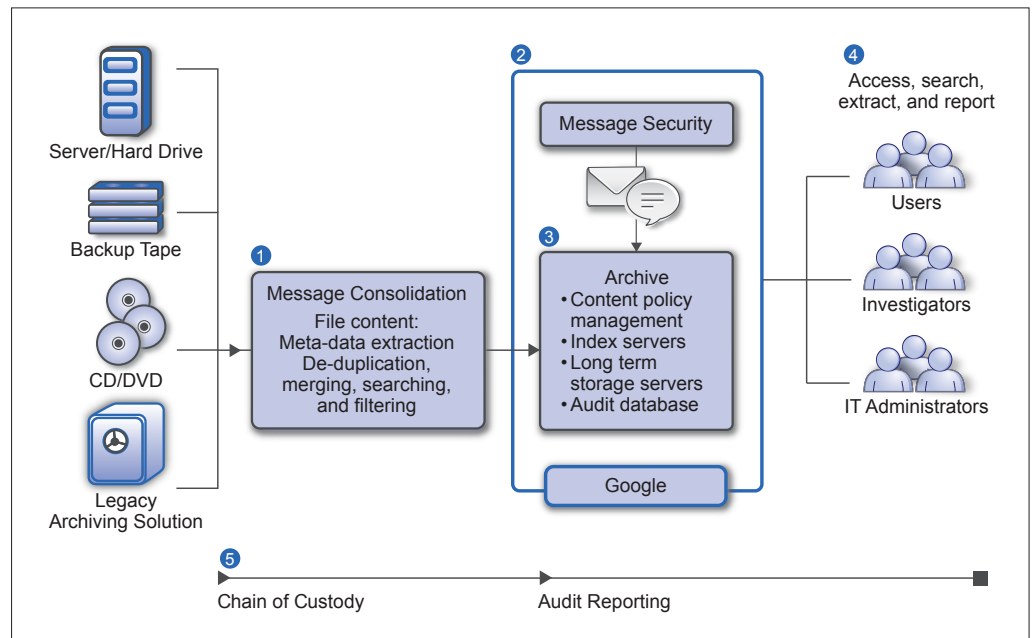 Server/Hard Drive
Backup Tape
CD/DVD
Legacy
Archiving Solution
1
Message Consolidation
File content:
Meta-data extraction
De-duplication,
merging, searching,
and filtering
2
Message Security
3
Archive
• Content policy
management
• Index servers
• Long term
storage servers
• Audit database
Google
4
Access, search,
extract, and report
Users
Investigators
IT Administrators
5
Chain of Custody
Audit Reporting